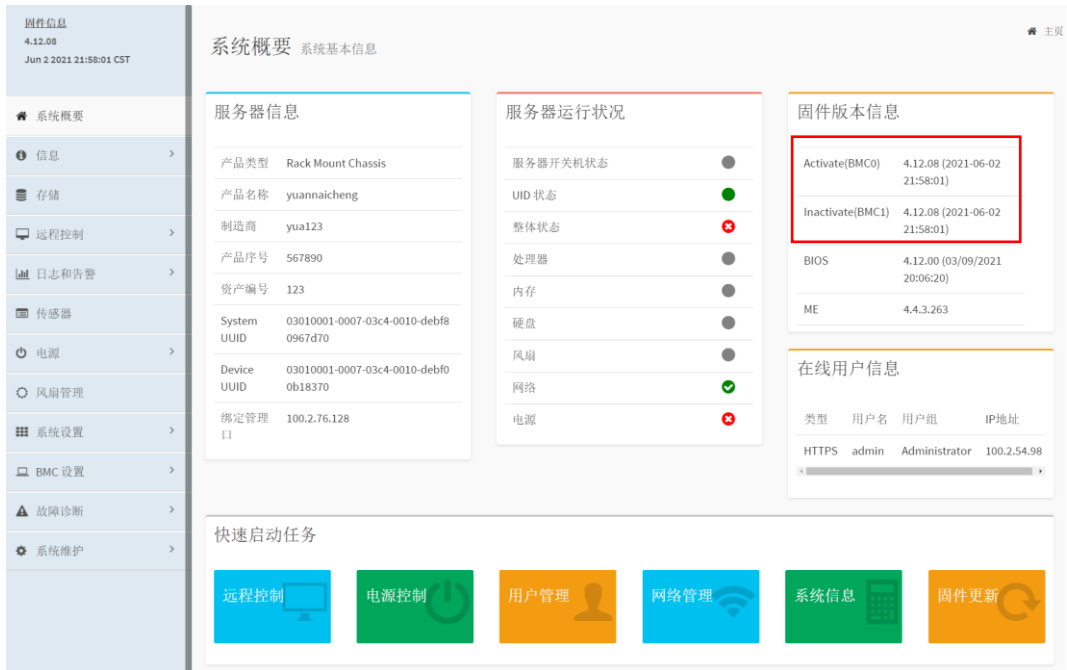 固件信息
4.12.08
Jun 2 2021 21:58:01 CST
系统概要
信息
存储
远程控制
日志和告警
传感器
电源
风扇管理
系统设置
BMC 设置
故障诊断
系统维护
系统概要 系统基本信息
主页
服务器信息
产品类型 Rack Mount Chassis
产品名称 yuannaicheng
制造商 yua123
产品序号 567890
资产编号 123
System 03010001-0007-03c4-0010-debf8
UUID 0967d70
Device 03010001-0007-03c4-0010-debf0
UUID 0b18370
绑定管理 100.2.76.128
口
服务器运行状况
服务器开关机状态
UID 状态
整体状态
处理器
内存
硬盘
风扇
网络
电源
固件版本信息
Activate(BMC0) 4.12.08 (2021-06-02
21:58:01)
Inactivate(BMC1) 4.12.08 (2021-06-02
21:58:01)
BIOS 4.12.00 (03/09/2021
20:06:20)
ME 4.4.3.263
在线用户信息
类型 用户名 用户组 IP地址
HTTPS admin Administrator 100.2.54.98
快速启动任务
远程控制 电源控制 用户管理 网络管理 系统信息 固件更新